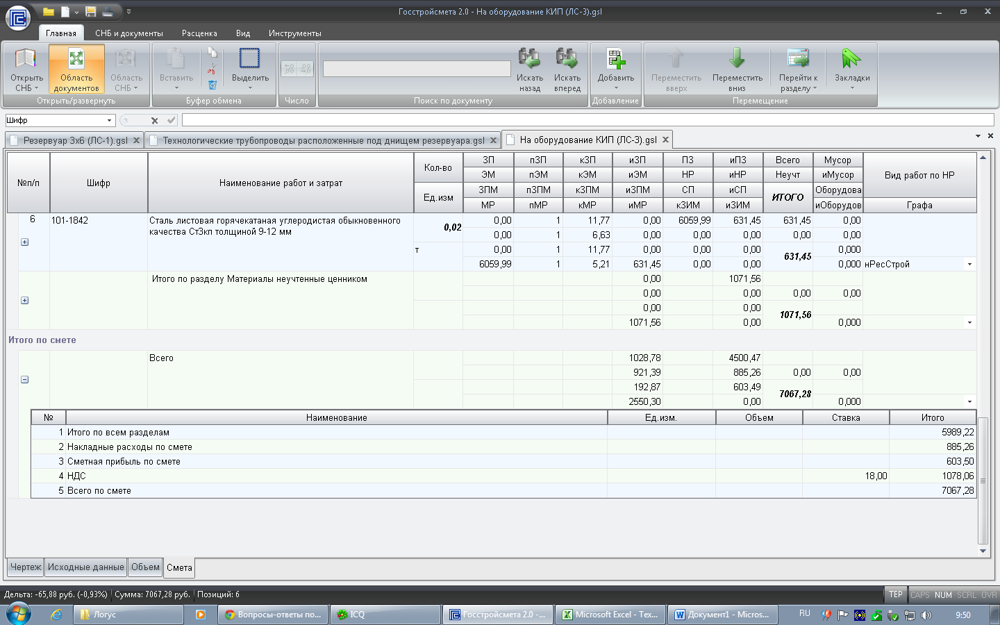 Госстройсмета 2.0 - На оборудование КИП (ЛС-3).gsl
Главная СНБ и документы Расценка Вид Инструменты
Открыть СНБ Область документов Область СНБ Вставить Выделить Искать назад Искать вперед Добавить Переместить вверх Переместить вниз Перейти к разделу Закладки
Открыть/развернуть Буфер обмена Число Поиск по документу Добавление Перемещение
Шифр
Резервуар 3х6 (ЛС-1).gsl Технологические трубопроводы расположенные под днищем резервуара.gsl На оборудование КИП (ЛС-3).gsl
№п/п Шифр Наименование работ и затрат Кол-во Ед.изм
ЗП пЗП кЗП иЗП ПЗ иПЗ Всего Мусор Вид работ по НР
ЭМ пЭМ кЭМ иЭМ НР иНР Неучт иМусор
ЗПМ пЗПМ кЗПМ иЗПМ СП иСП ИТОГО Оборудова
МР пМР кМР иМР кЗИМ иЗИМ иОборудов Графа
6 101-1842 Сталь листовая горячекатаная углеродистая обыкновенного 0,02 0,00 1 11,77 0,00 6059,99 631,45 631,45 0,00
качества Ст3кп толщиной 9-12 мм 0,00 1 6,63 0,00 0,00 0,00 0,00 0,00
т 0,00 1 11,77 0,00 0,00 0,00 631,45 0,000
6059,99 1 5,21 631,45 0,00 0,00 0,000 нРесСтрой
Итого по разделу Материалы неучтенные ценником 0,00 1071,56
0,00 0,00 0,00 0,00
0,00 0,00 1071,56
1071,56 0,00 0,000
Итого по смете
Всего 1028,78 4500,47
921,39 885,26 0,00 0,00
192,87 603,49 7067,28
2550,30 0,00 0,000
№ Наименование Ед.изм. Объем Ставка Итого
1 Итого по всем разделам 5989,22
2 Накладные расходы по смете 885,26
3 Сметная прибыль по смете 603,50
4 НДС 18,00 1078,06
5 Всего по смете 7067,28
Чертеж Исходные данные Объем Смета
Дельта: -65,88 руб. (-0,93%) Сумма: 7067,28 руб. Позиций: 6 ТЕР CAPS NUM SCRL OVR
Логус Вопросы-ответы по... ICQ Госстройсмета 2.0 -... Microsoft Excel - Тех... Документ1 - Micros... RU 9:50